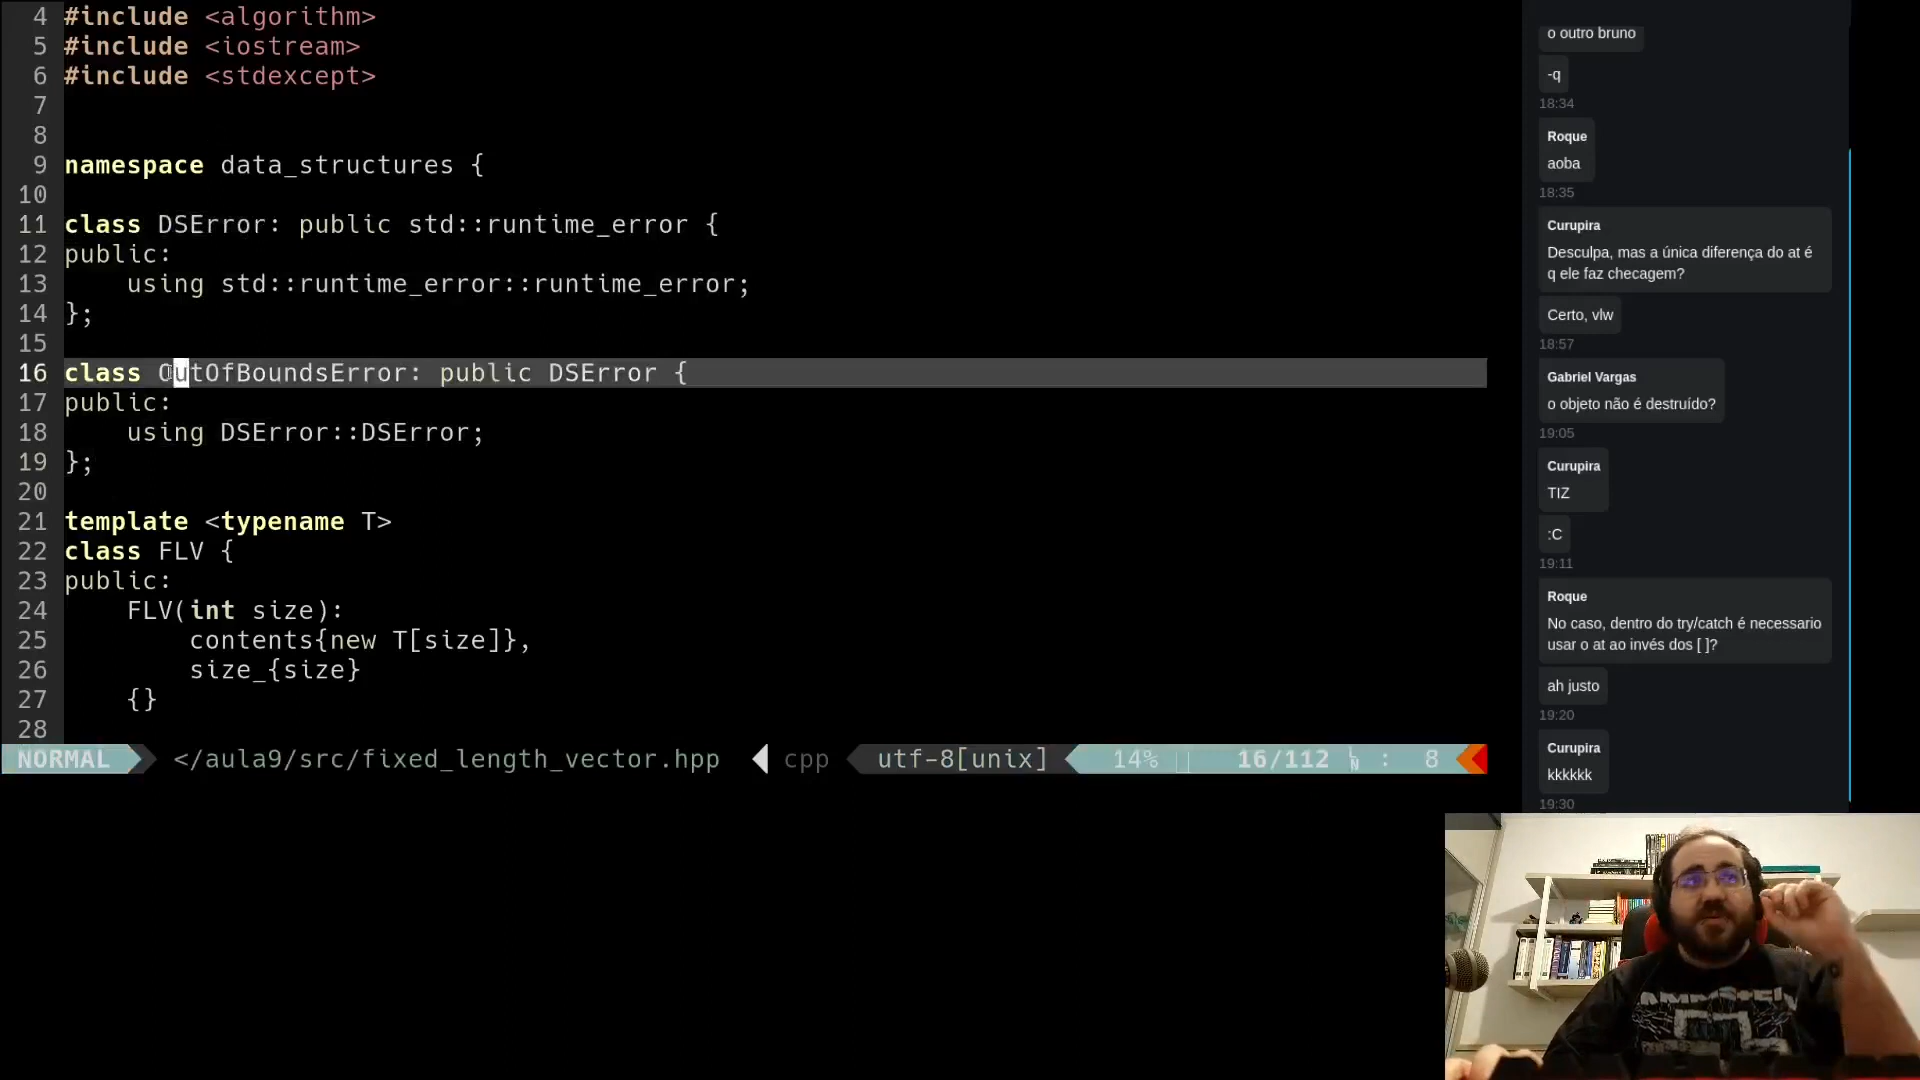 4 #include <algorithm>
5 #include <iostream>
6 #include <stdexcept>
7
8
9 namespace data_structures {
10
11 class DSError: public std::runtime_error {
12 public:
13     using std::runtime_error::runtime_error;
14 };
15
16 class OutOfBoundsError: public DSError {
17 public:
18     using DSError::DSError;
19 };
20
21 template <typename T>
22 class FLV {
23 public:
24     FLV(int size):
25         contents{new T[size]},
26         size_{size}
27     {}
28
NORMAL </aula9/src/fixed_length_vector.hpp cpp utf-8[unix] 14% 16/112 LN : 8
o outro bruno
-q
18:34
Roque
aoba
18:35
Curupira
Desculpa, mas a única diferença do at é
q ele faz checagem?
Certo, vlw
18:57
Gabriel Vargas
o objeto não é destruído?
19:05
Curupira
TIZ
:C
19:11
Roque
No caso, dentro do try/catch é necessario
usar o at ao invés dos [ ]?
ah justo
19:20
Curupira
kkkkkk
19:30